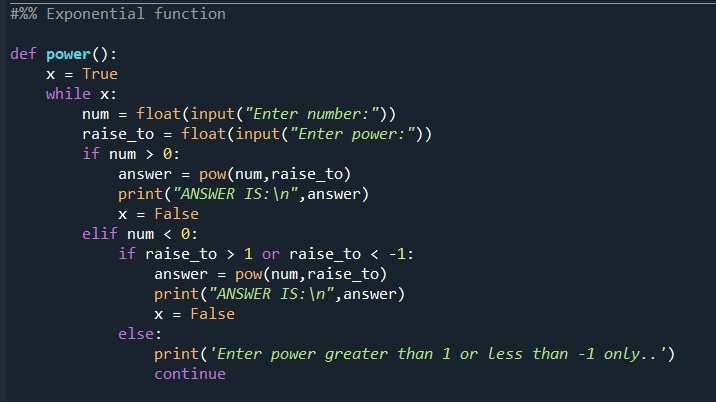 #%% Exponential function
def power():
    x = True
    while x:
        num = float(input("Enter number:"))
        raise_to = float(input("Enter power:"))
        if num > 0:
            answer = pow(num,raise_to)
            print("ANSWER IS:\n",answer)
            x = False
        elif num < 0:
            if raise_to > 1 or raise_to < -1:
                answer = pow(num,raise_to)
                print("ANSWER IS:\n",answer)
                x = False
            else:
                print('Enter power greater than 1 or less than -1 only..')
                continue